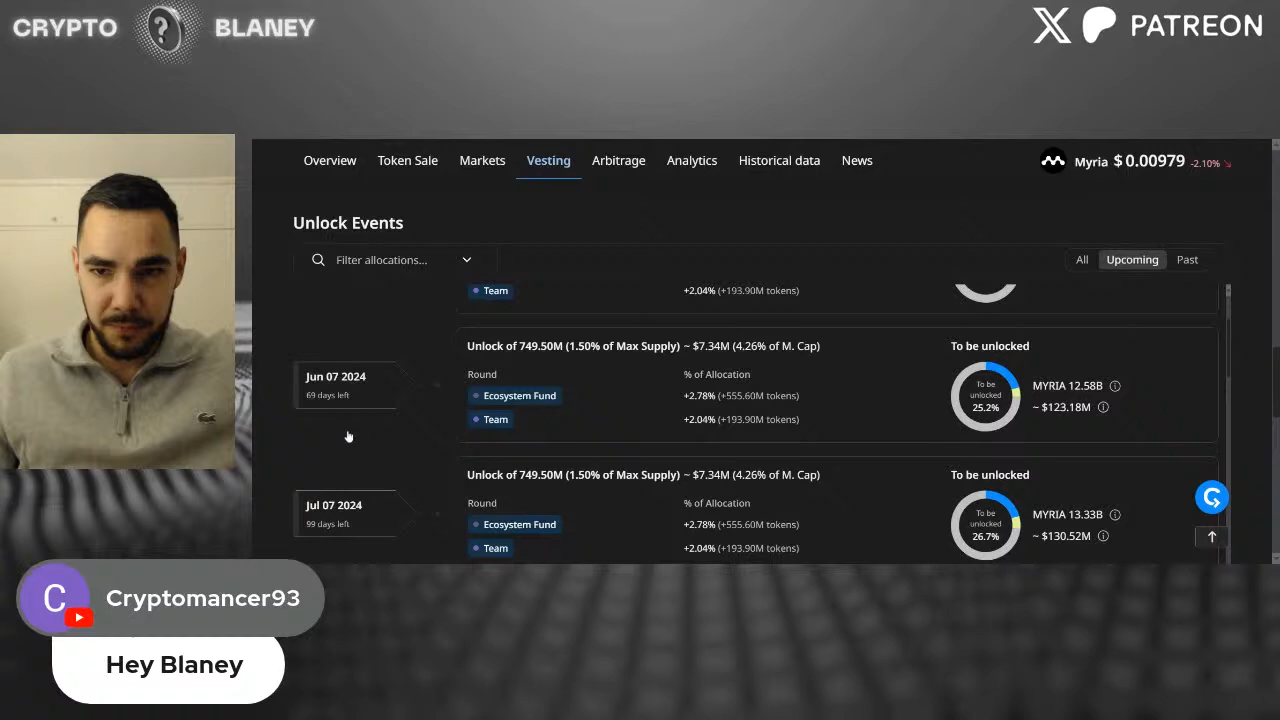 CRYPTO ? BLANEY
PATREON
Overview Token Sale Markets Vesting Arbitrage Analytics Historical data News
Myria $ 0.00979 -2.10%
Unlock Events
Filter allocations...
All Upcoming Past
Team +2.04% (+193.90M tokens)
Unlock of 749.50M (1.50% of Max Supply) ~ $7.34M (4.26% of M. Cap)
To be unlocked
Jun 07 2024
69 days left
Round % of Allocation
Ecosystem Fund +2.78% (+555.60M tokens)
Team +2.04% (+193.90M tokens)
To be
unlocked
25.2%
MYRIA 12.58B
~ $123.18M
Unlock of 749.50M (1.50% of Max Supply) ~ $7.34M (4.26% of M. Cap)
To be unlocked
Jul 07 2024
99 days left
Round % of Allocation
Ecosystem Fund +2.78% (+555.60M tokens)
Team +2.04% (+193.90M tokens)
To be
unlocked
26.7%
MYRIA 13.33B
~ $130.52M
C Cryptomancer93
Hey Blaney